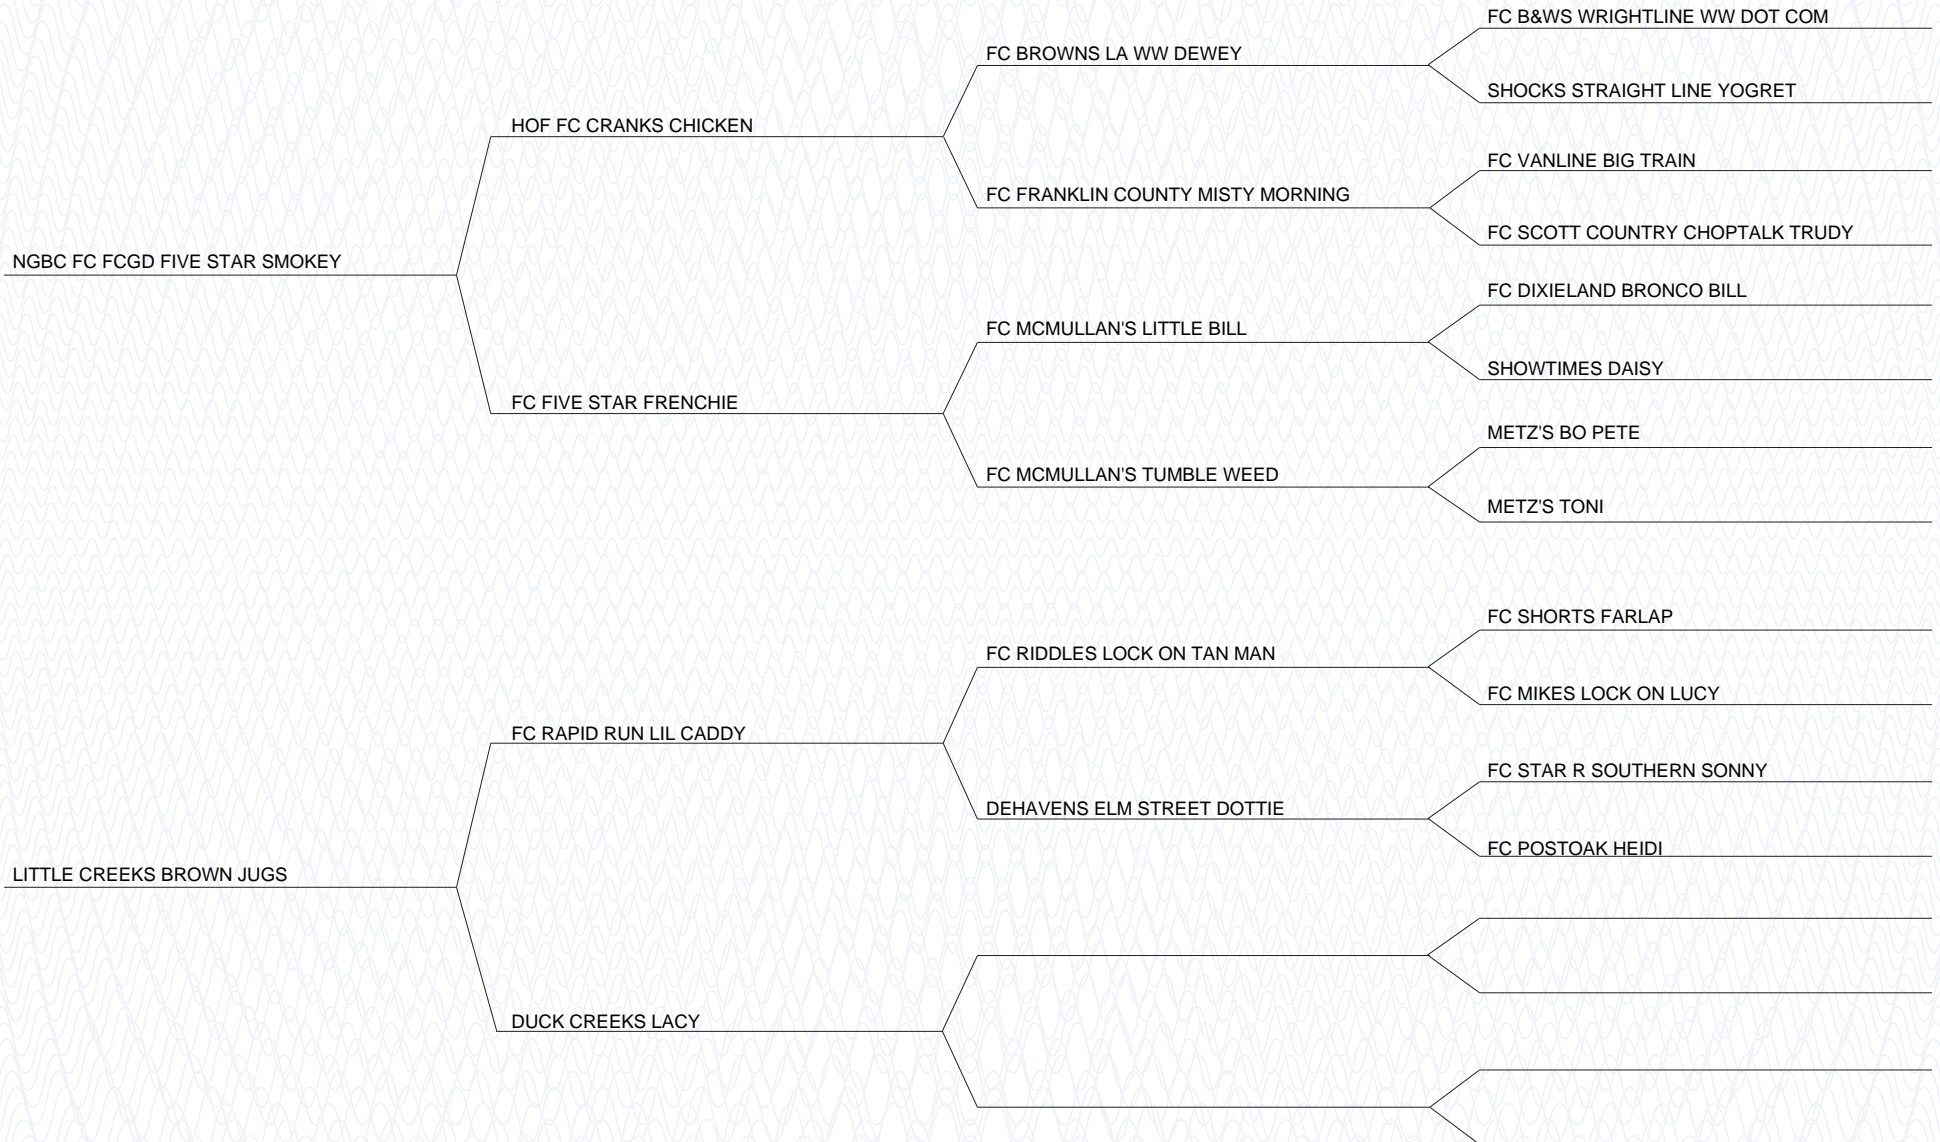 FC B&WS WRIGHTLINE WW DOT COM
FC BROWNS LA WW DEWEY
SHOCKS STRAIGHT LINE YOGRET
HOF FC CRANKS CHICKEN
FC VANLINE BIG TRAIN
FC FRANKLIN COUNTY MISTY MORNING
FC SCOTT COUNTRY CHOPTALK TRUDY
NGBC FC FCGD FIVE STAR SMOKEY
FC DIXIELAND BRONCO BILL
FC MCMULLAN'S LITTLE BILL
SHOWTIMES DAISY
FC FIVE STAR FRENCHIE
METZ'S BO PETE
FC MCMULLAN'S TUMBLE WEED
METZ'S TONI
FC SHORTS FARLAP
FC RIDDLES LOCK ON TAN MAN
FC MIKES LOCK ON LUCY
FC RAPID RUN LIL CADDY
FC STAR R SOUTHERN SONNY
DEHAVENS ELM STREET DOTTIE
FC POSTOAK HEIDI
LITTLE CREEKS BROWN JUGS
DUCK CREEKS LACY